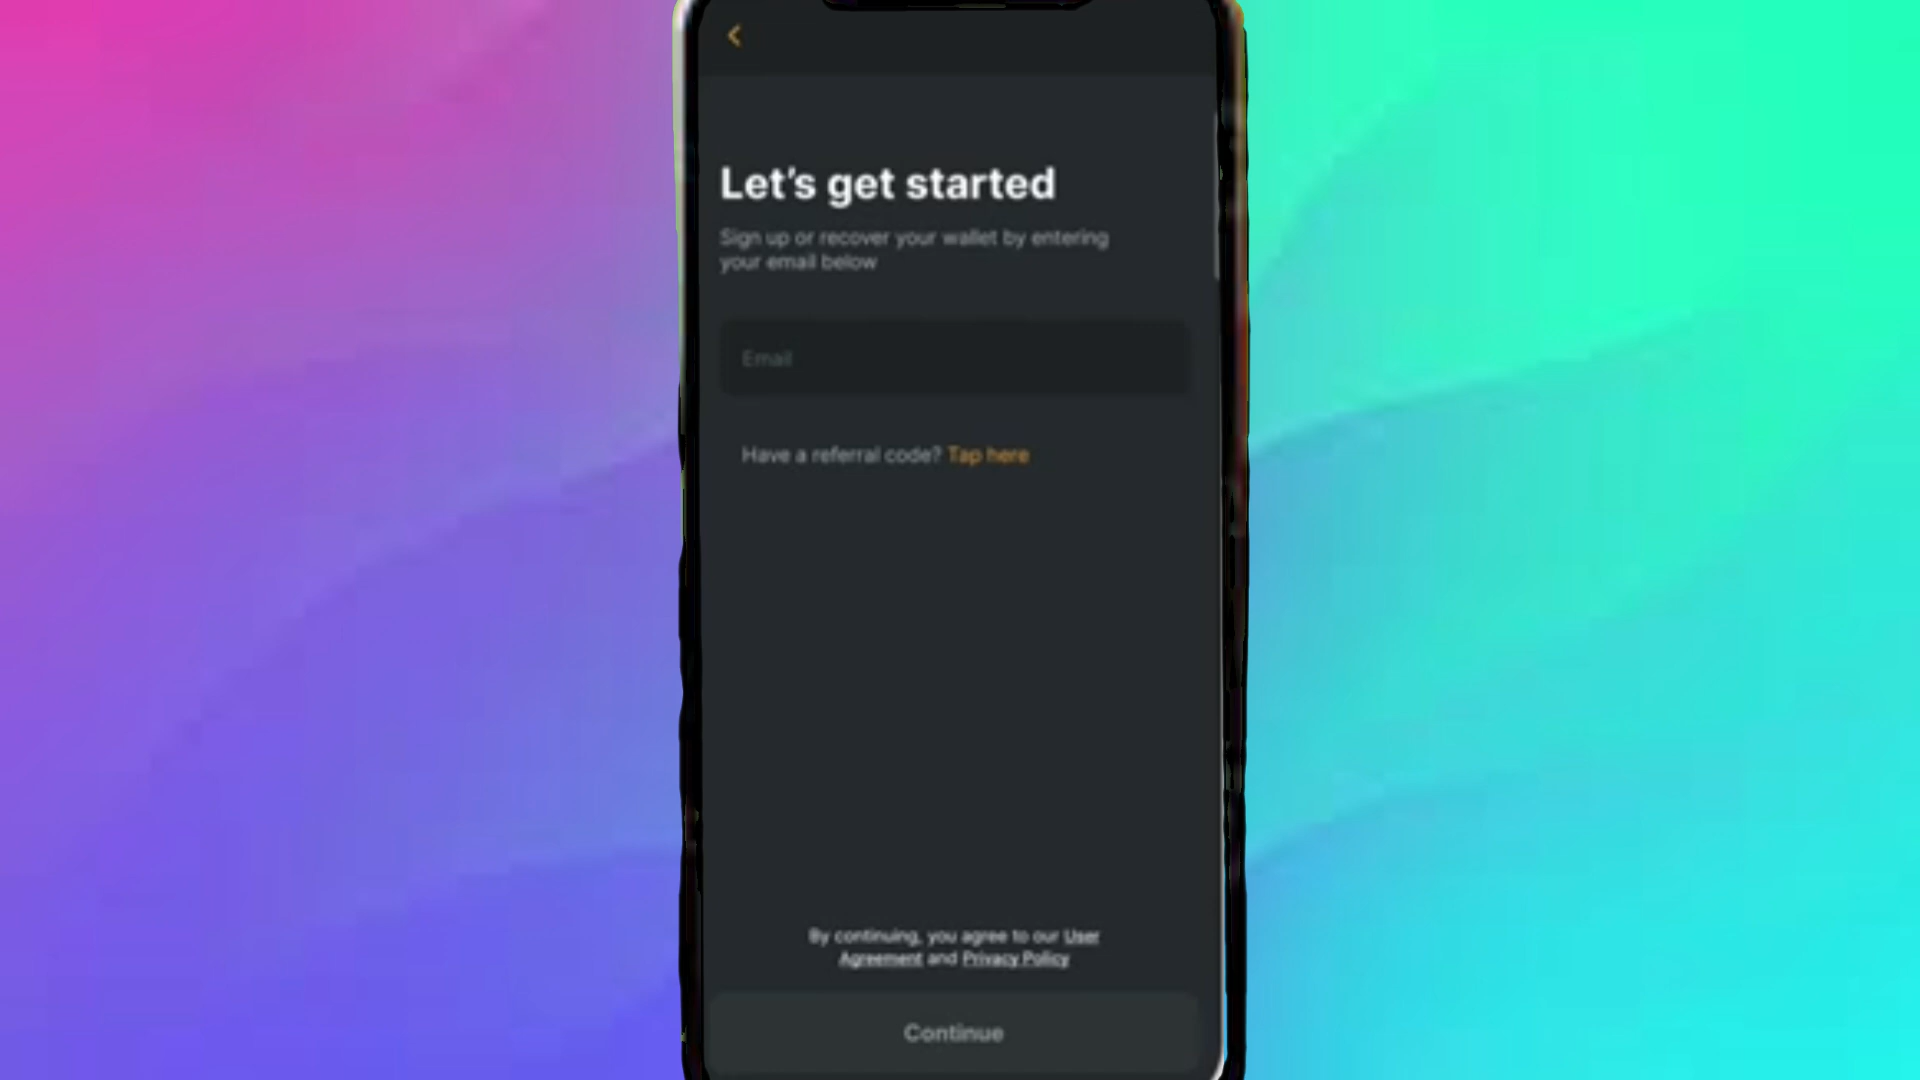 Let's get started
Sign up or recover your wallet by entering
your email below
Email
Have a referral code? Tap here
By continuing, you agree to our User
Agreement and Privacy Policy
Continue